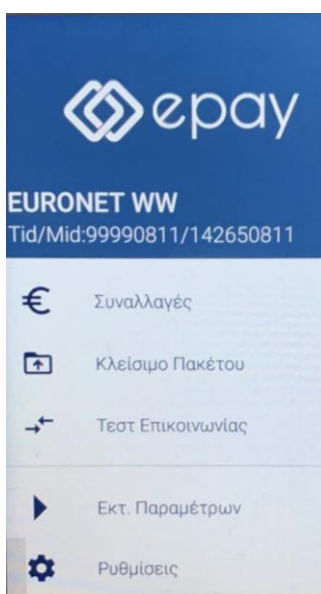 epay
EURONET WW
Tid/Mid:99990811/142650811
€ Συναλλαγές
Κλείσιμο Πακέτου
Τεστ Επικοινωνίας
Εκτ. Παραμέτρων
Ρυθμίσεις